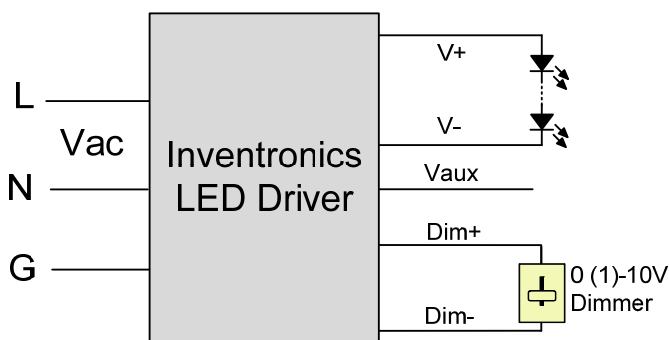 L
Vac
N
G
Inventronics
LED Driver
V+
V-
Vaux
Dim+
Dim-
0 (1)-10V
Dimmer